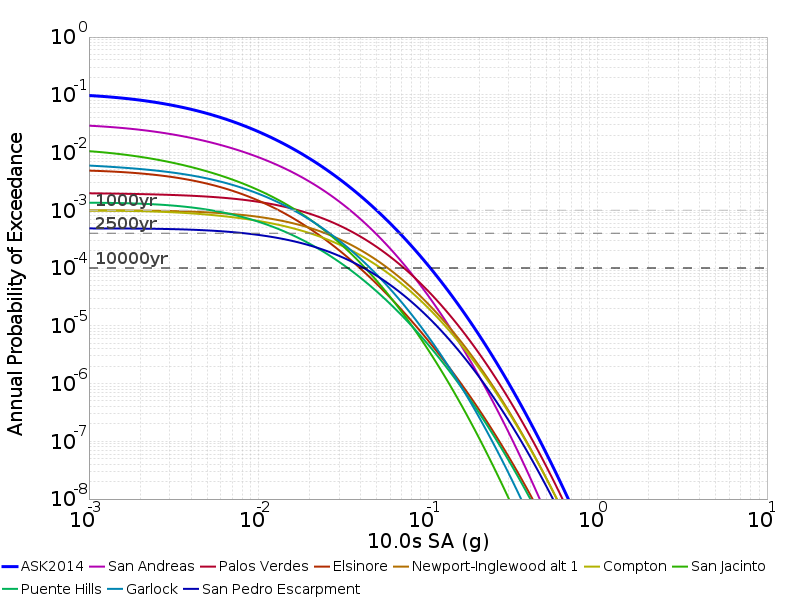 Annual Probability of Exceedance
10^0
10^-1
10^-2
10^-3
10^-4
10^-5
10^-6
10^-7
10^-8
1000yr
2500yr
10000yr
10^-3 10^-2 10^-1 10^0 10^1
10.0s SA (g)
ASK2014 San Andreas Palos Verdes Elsinore Newport-Inglewood alt 1 Compton San Jacinto
Puente Hills Garlock San Pedro Escarpment